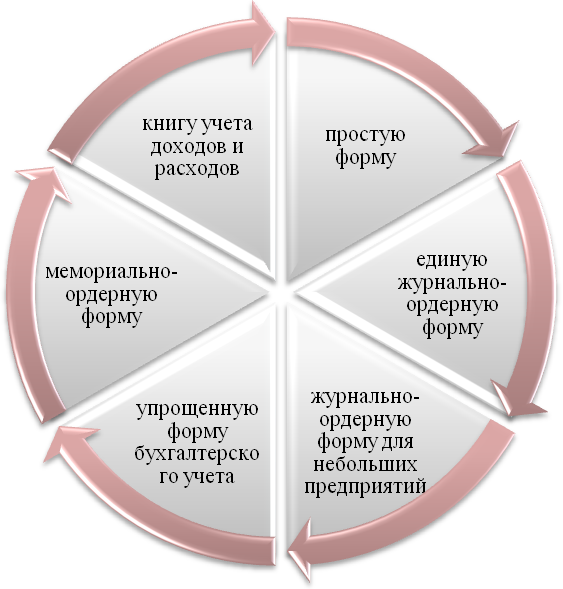 простую
форму
единую
журнально-
ордерную
форму
журнально-
ордерную
форму для
небольших
предприятий
упрощенную
форму
бухгалтерско
го учета
мемориально-
ордерную
форму
книгу учета
доходов и
расходов